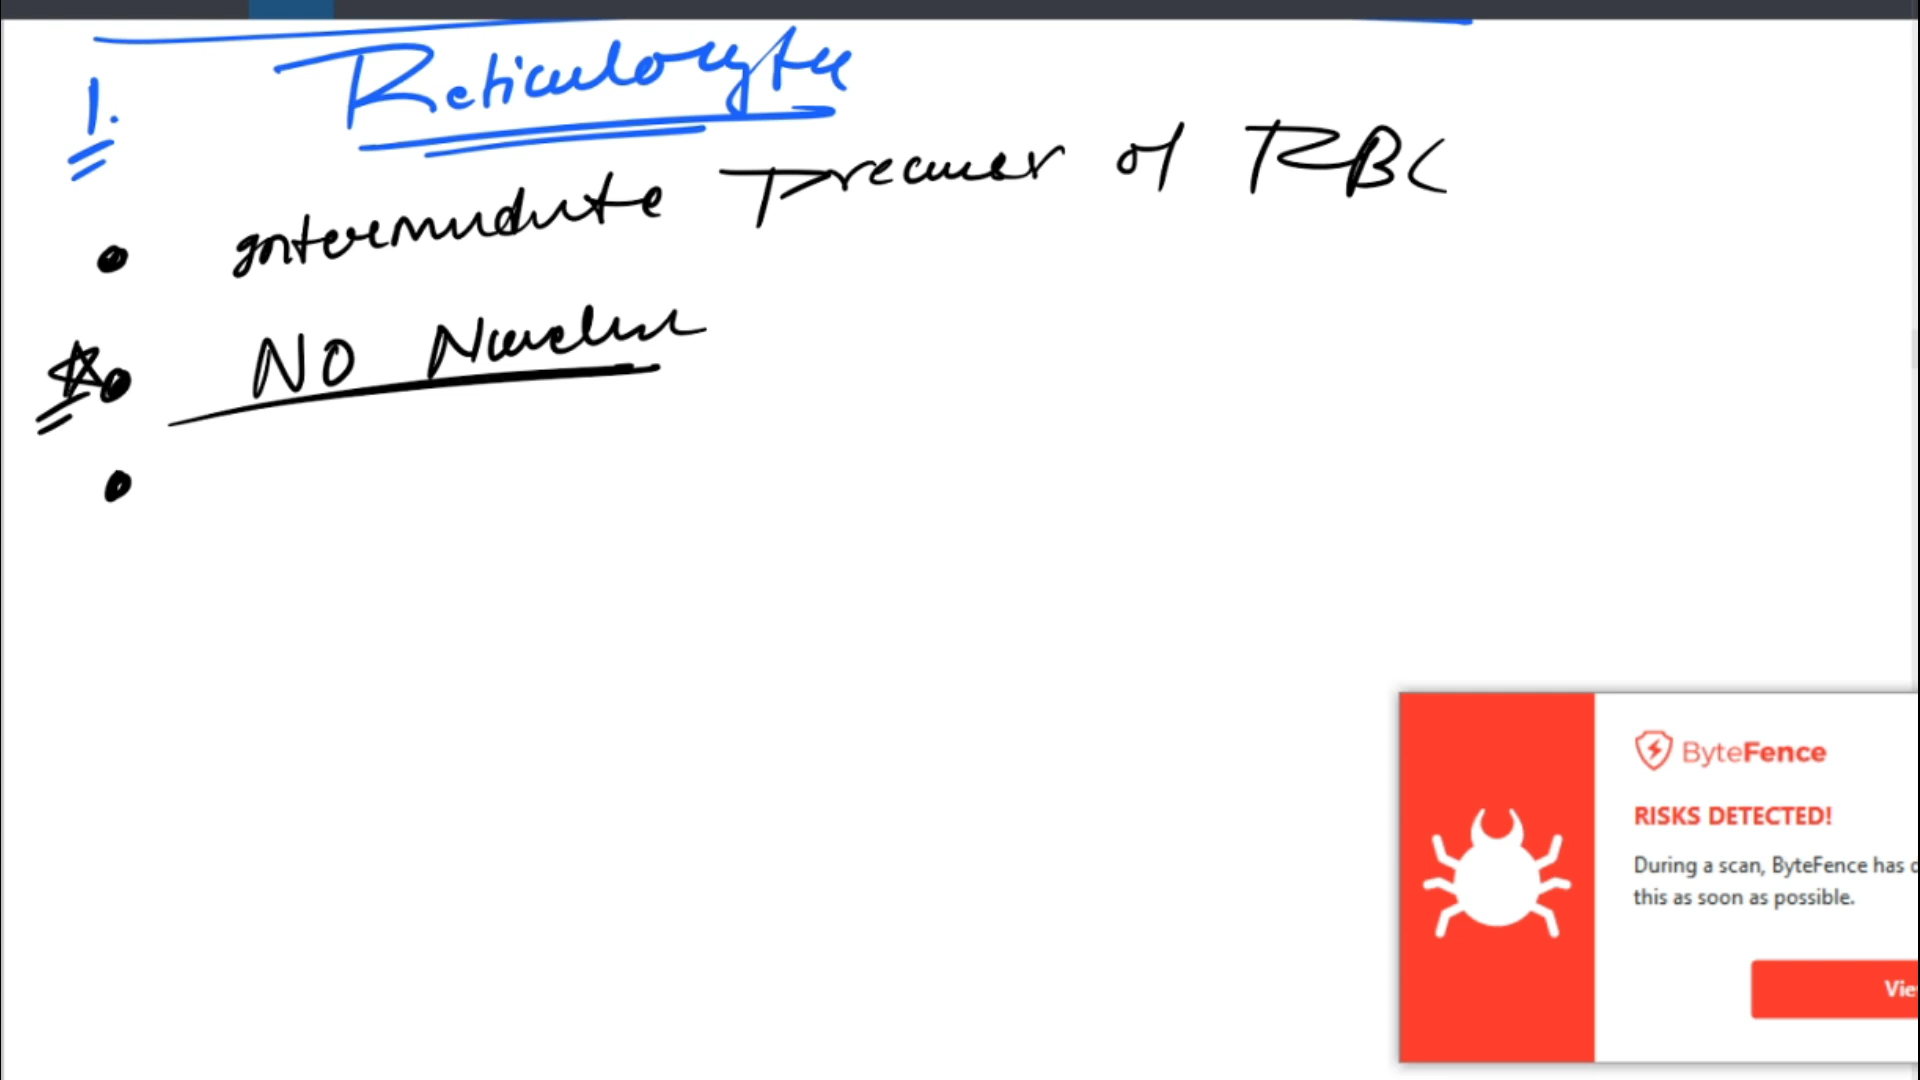 1. Reticulocyte
• Intermediate Precursor of RBC
• NO Nucleus
•
ByteFence
RISKS DETECTED!
During a scan, ByteFence has
this as soon as possible.
Vie